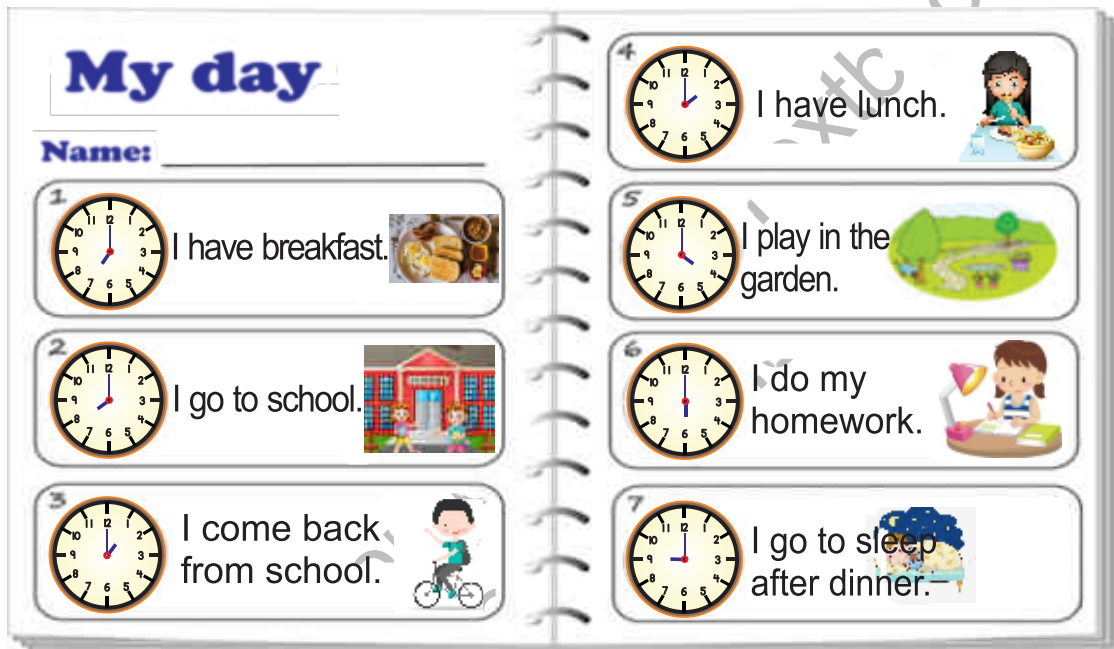 My day
Name:
1
I have breakfast.
2
I go to school.
3
I come back
from school.
4
I have lunch.
5
I play in the
garden.
6
I do my
homework.
7
I go to sleep
after dinner.